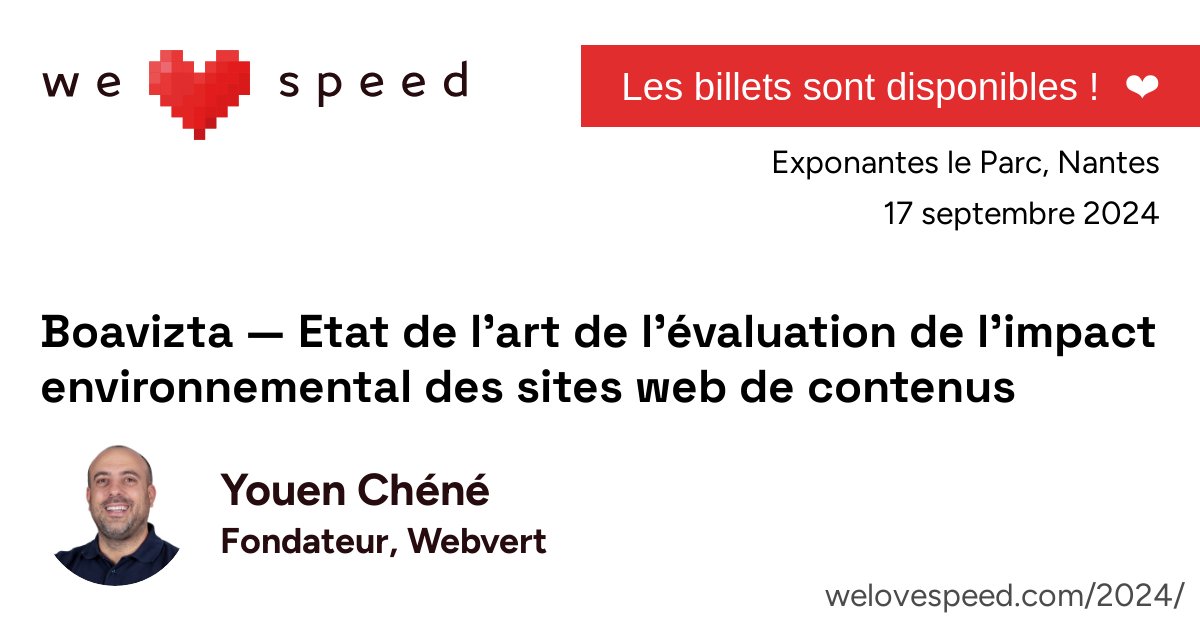 we ❤ speed
Les billets sont disponibles ! ❤
Exponantes le Parc, Nantes
17 septembre 2024
Boavizta — Etat de l’art de l’évaluation de l’impact
environnemental des sites web de contenus
Youen Chéné
Fondateur, Webvert
welovespeed.com/2024/